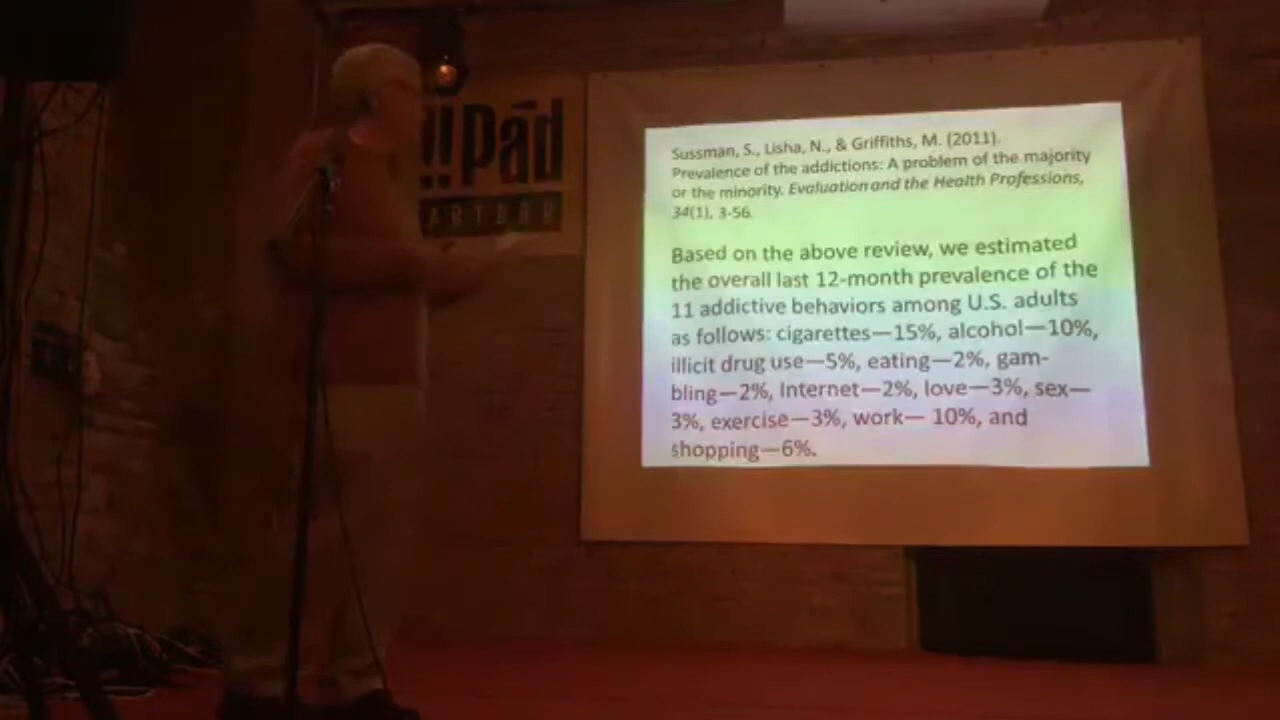 Pad
Sussman, S., Lisha, N., & Griffiths, M. (2011).
Prevalence of the addictions: A problem of the majority
or the minority. Evaluation and the Health Professions,
34(1), 3-56.
Based on the above review, we estimated
the overall last 12-month prevalence of the
11 addictive behaviors among U.S. adults
as follows: cigarettes—15%, alcohol—10%,
illicit drug use—5%, eating—2%, gam-
bling—2%, Internet—2%, love—3%, sex—
3%, exercise—3%, work— 10%, and
shopping—6%.